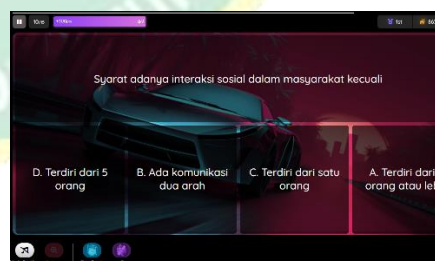 Syarat adanya interaksi sosial dalam masyarakat kecuali
D. Terdiri dari 5
orang
B. Ada komunikasi
dua arah
C. Terdiri dari satu
orang
A. Terdiri dari
orang atau